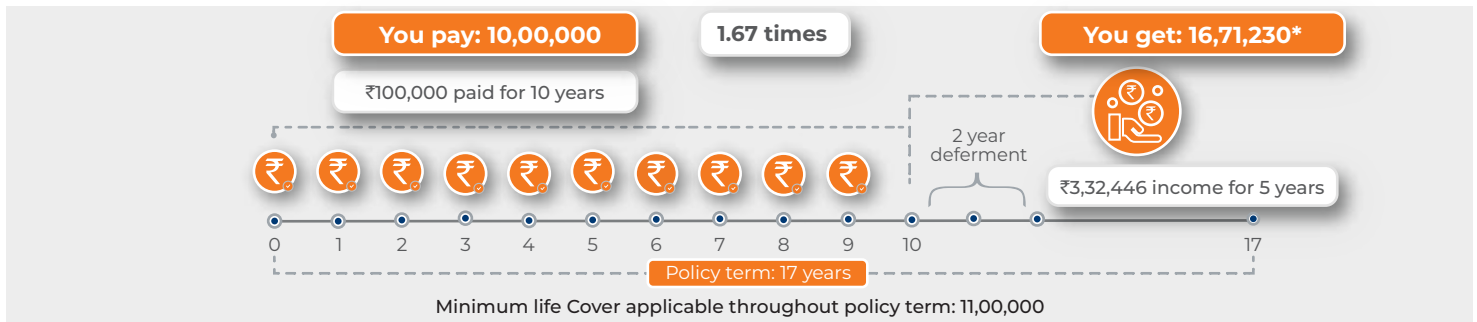 You pay: 10,00,000
1.67 times
You get: 16,71,230*
₹100,000 paid for 10 years
2 year
deferment
₹3,32,446 income for 5 years
0 1 2 3 4 5 6 7 8 9 10 17
Policy term: 17 years
Minimum life Cover applicable throughout policy term: 11,00,000